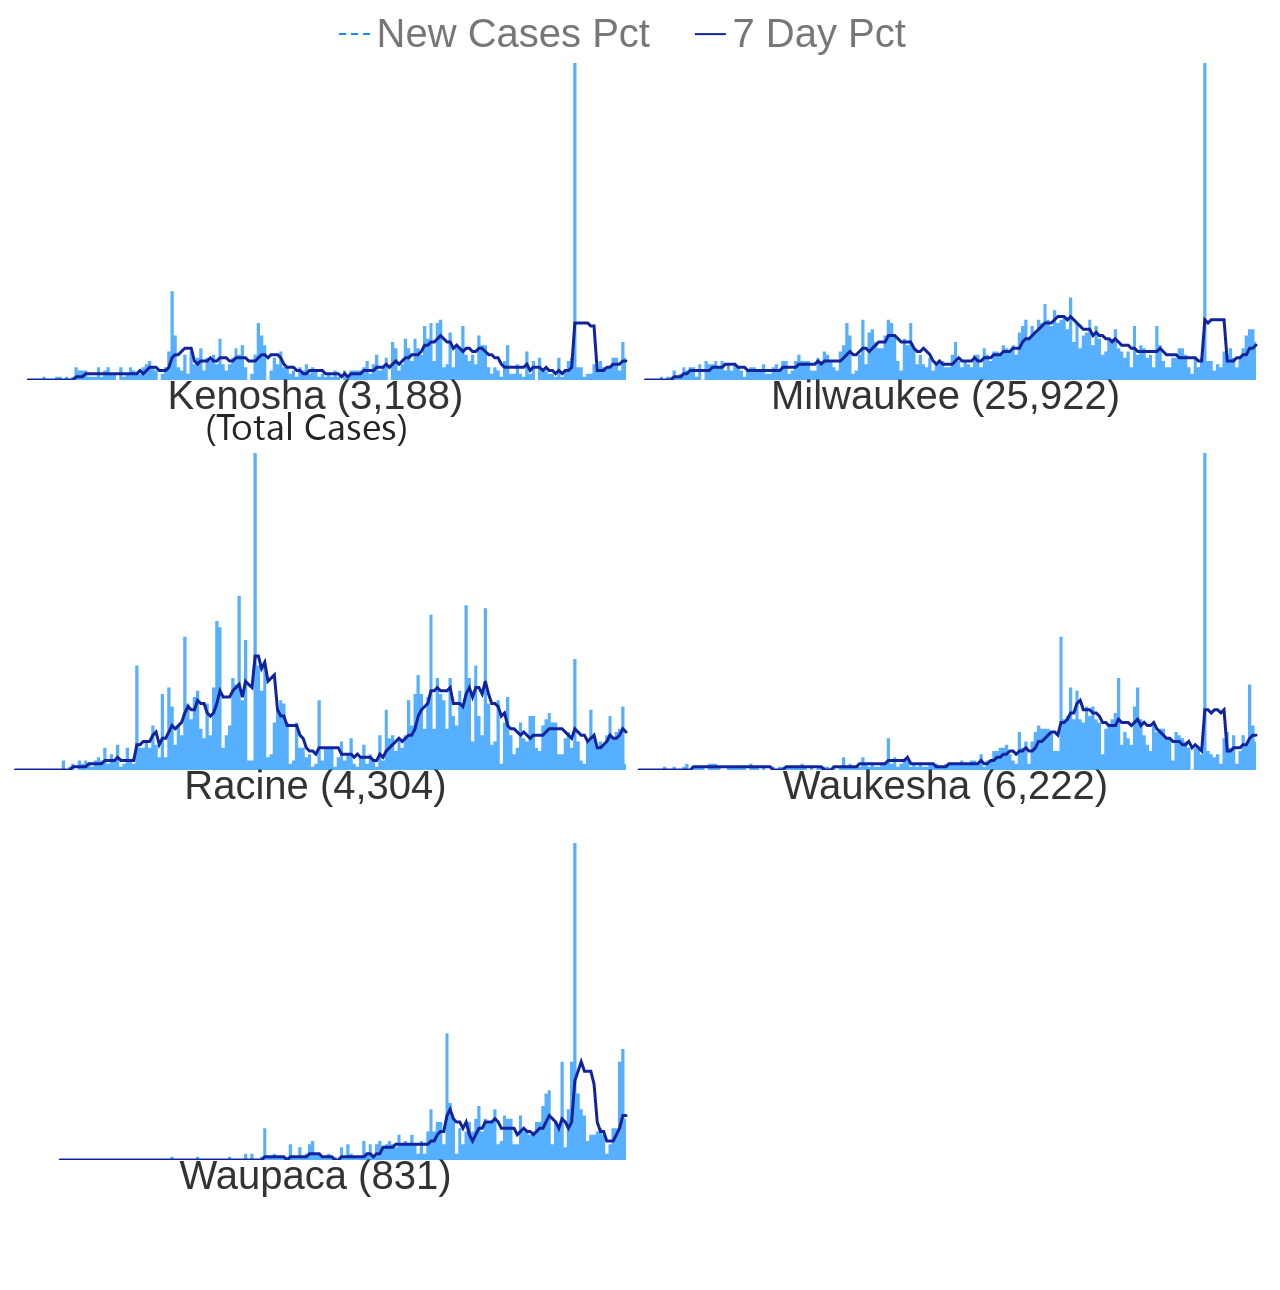 New Cases Pct 7 Day Pct
Kenosha (3,188) Milwaukee (25,922)
(Total Cases)
Racine (4,304) Waukesha (6,222)
Waupaca (831)